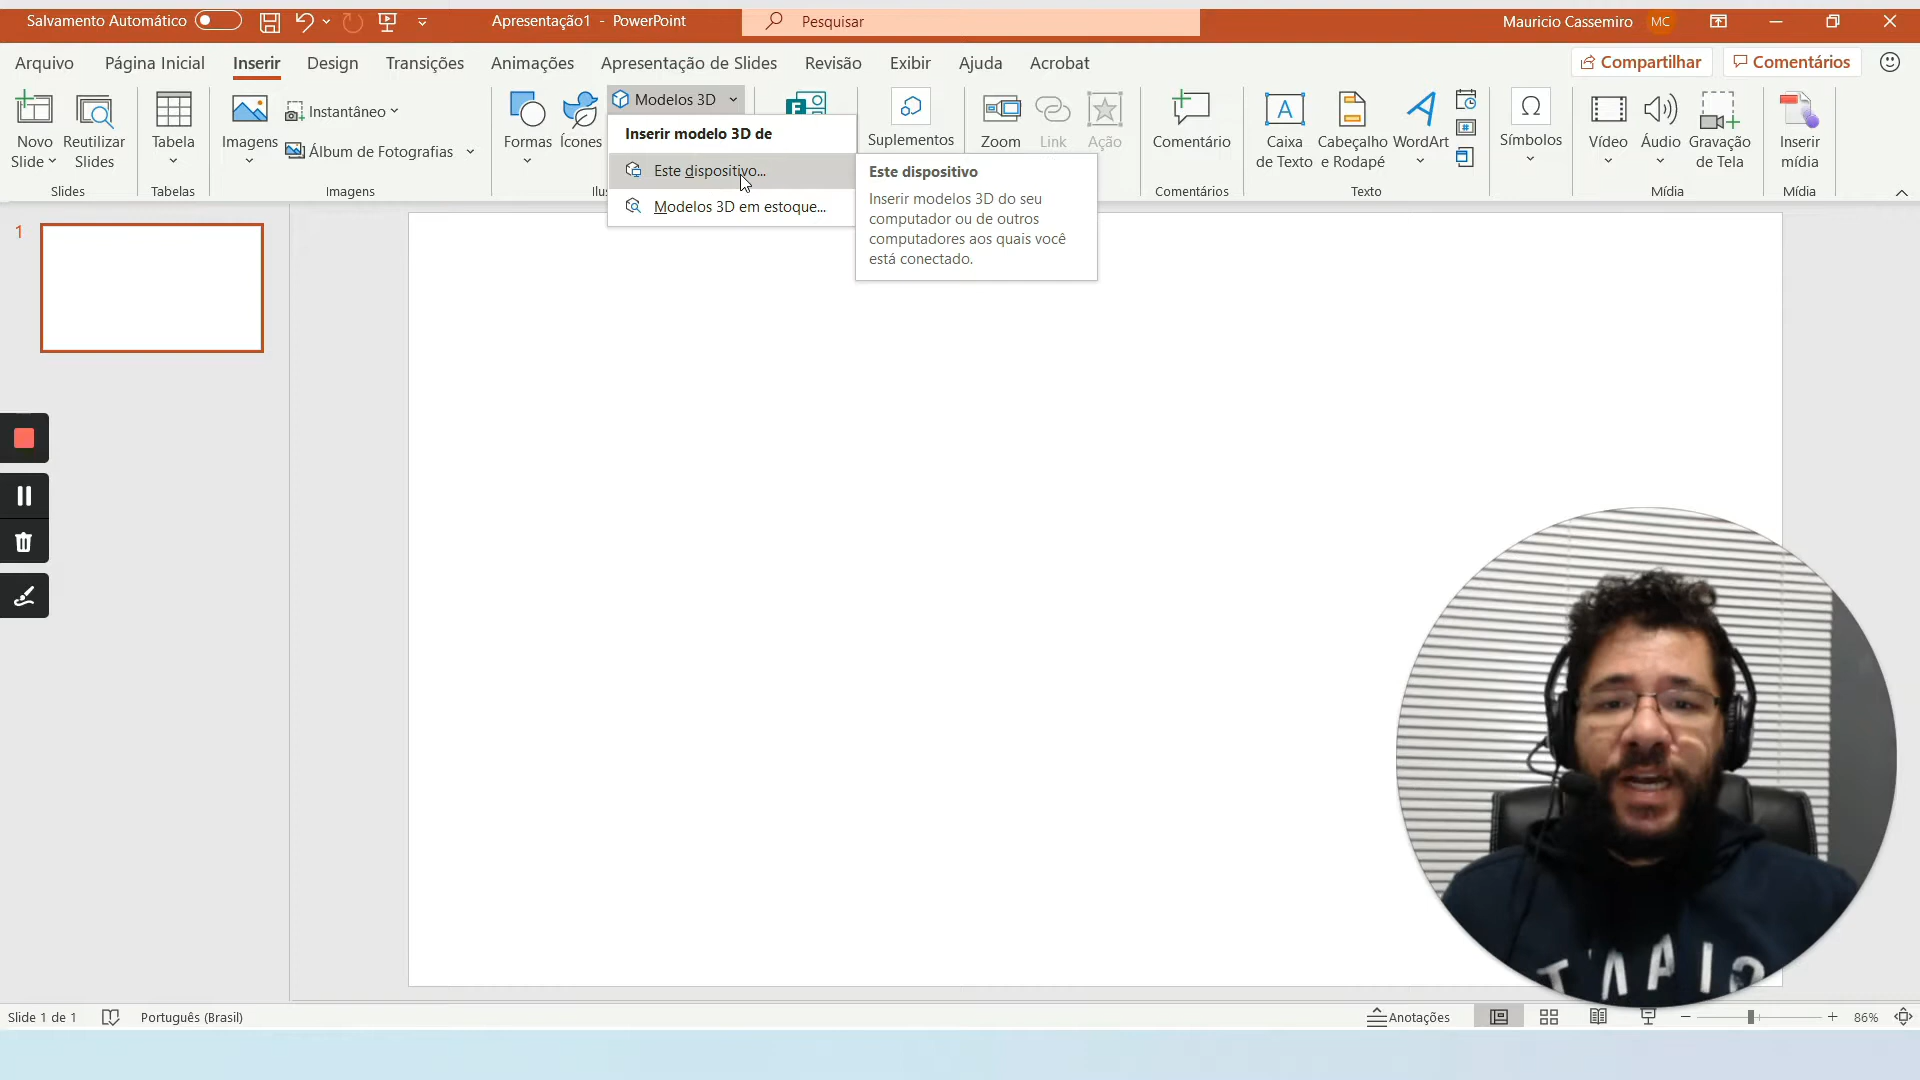 Salvamento Automático
Apresentação1 - PowerPoint
Pesquisar
Mauricio Cassemiro
MC
Arquivo
Página Inicial
Inserir
Design
Transições
Animações
Apresentação de Slides
Revisão
Exibir
Ajuda
Acrobat
Compartilhar
Comentários
Novo
Slide
Reutilizar
Slides
Slides
Tabela
Tabelas
Imagens
Instantâneo
Álbum de Fotografias
Imagens
Formas
Ícones
Modelos 3D
Inserir modelo 3D de
Este dispositivo...
Modelos 3D em estoque...
Este dispositivo
Inserir modelos 3D do seu
computador ou de outros
computadores aos quais você
está conectado.
Suplementos
Zoom
Link
Ação
Comentário
Comentários
Caixa
de Texto
Cabeçalho
e Rodapé
WordArt
Texto
Símbolos
Vídeo
Áudio
Gravação
de Tela
Mídia
Inserir
mídia
Mídia
1
Slide 1 de 1
Português (Brasil)
Anotações
86%